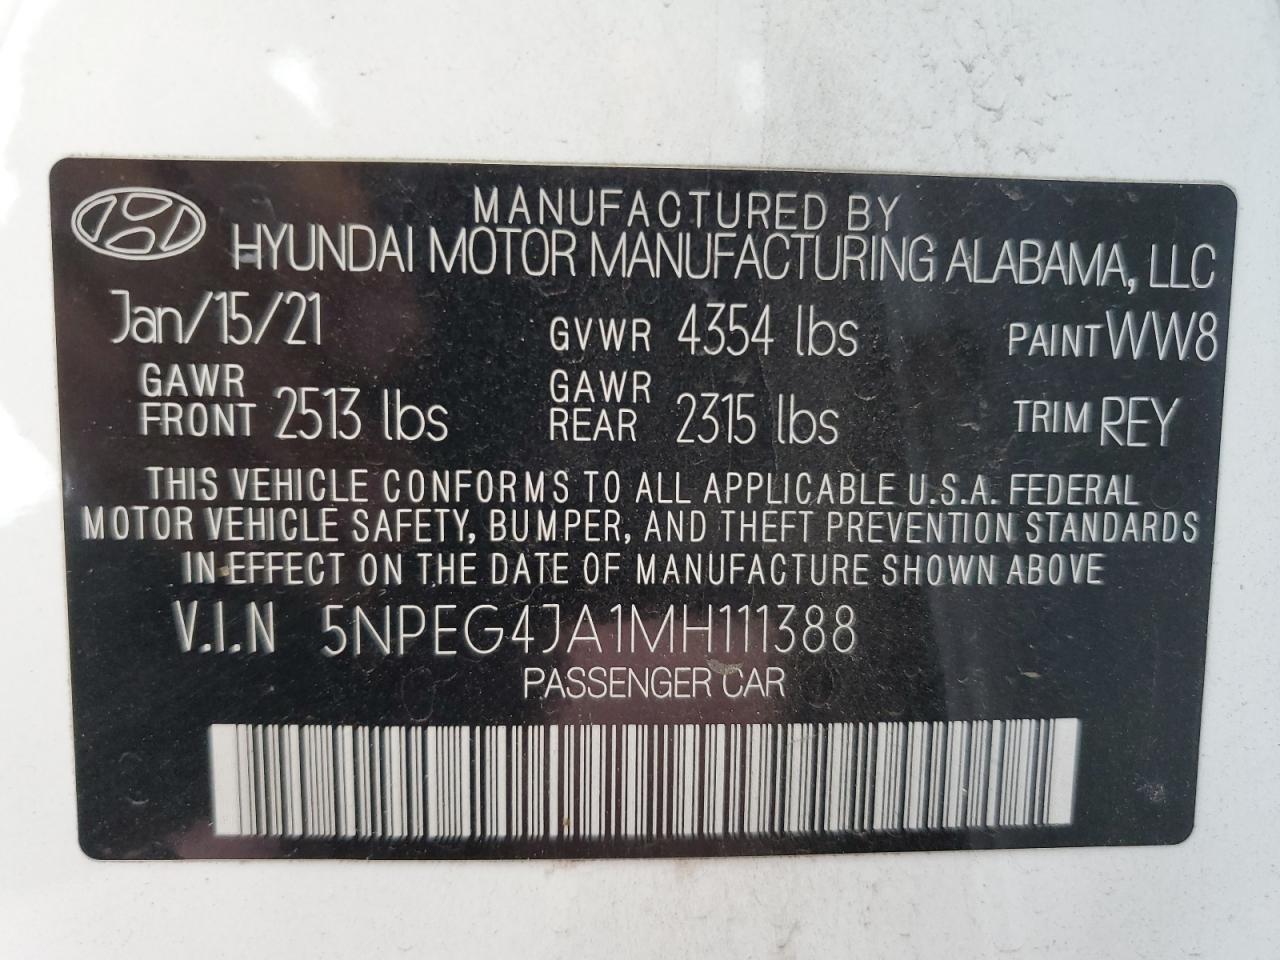 MANUFACTURED BY
HYUNDAI MOTOR MANUFACTURING ALABAMA, LLC
Jan/15/21 GVWR 4354 lbs PAINT WW8
GAWR FRONT 2513 lbs GAWR REAR 2315 lbs TRIM REY
THIS VEHICLE CONFORMS TO ALL APPLICABLE U.S.A. FEDERAL
MOTOR VEHICLE SAFETY, BUMPER, AND THEFT PREVENTION STANDARDS
IN EFFECT ON THE DATE OF MANUFACTURE SHOWN ABOVE
V.I.N 5NPEG4JA1MH111388
PASSENGER CAR